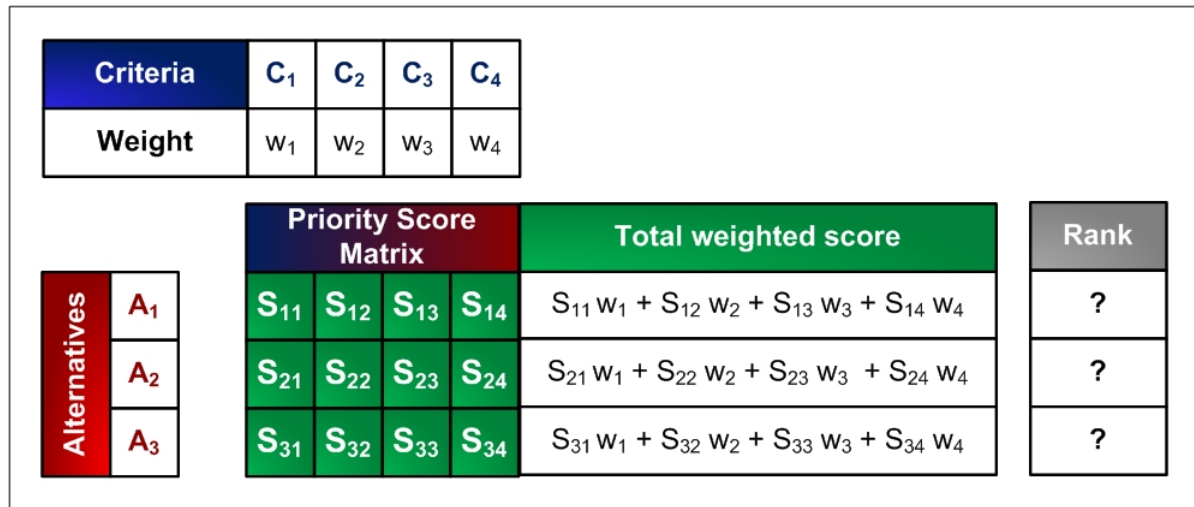 Criteria C₁ C₂ C₃ C₄
Weight w₁ w₂ w₃ w₄
Priority Score
Matrix
Total weighted score
Rank
Alternatives
A₁ S₁₁ S₁₂ S₁₃ S₁₄ S₁₁ w₁ + S₁₂ w₂ + S₁₃ w₃ + S₁₄ w₄ ?
A₂ S₂₁ S₂₂ S₂₃ S₂₄ S₂₁ w₁ + S₂₂ w₂ + S₂₃ w₃ + S₂₄ w₄ ?
A₃ S₃₁ S₃₂ S₃₃ S₃₄ S₃₁ w₁ + S₃₂ w₂ + S₃₃ w₃ + S₃₄ w₄ ?